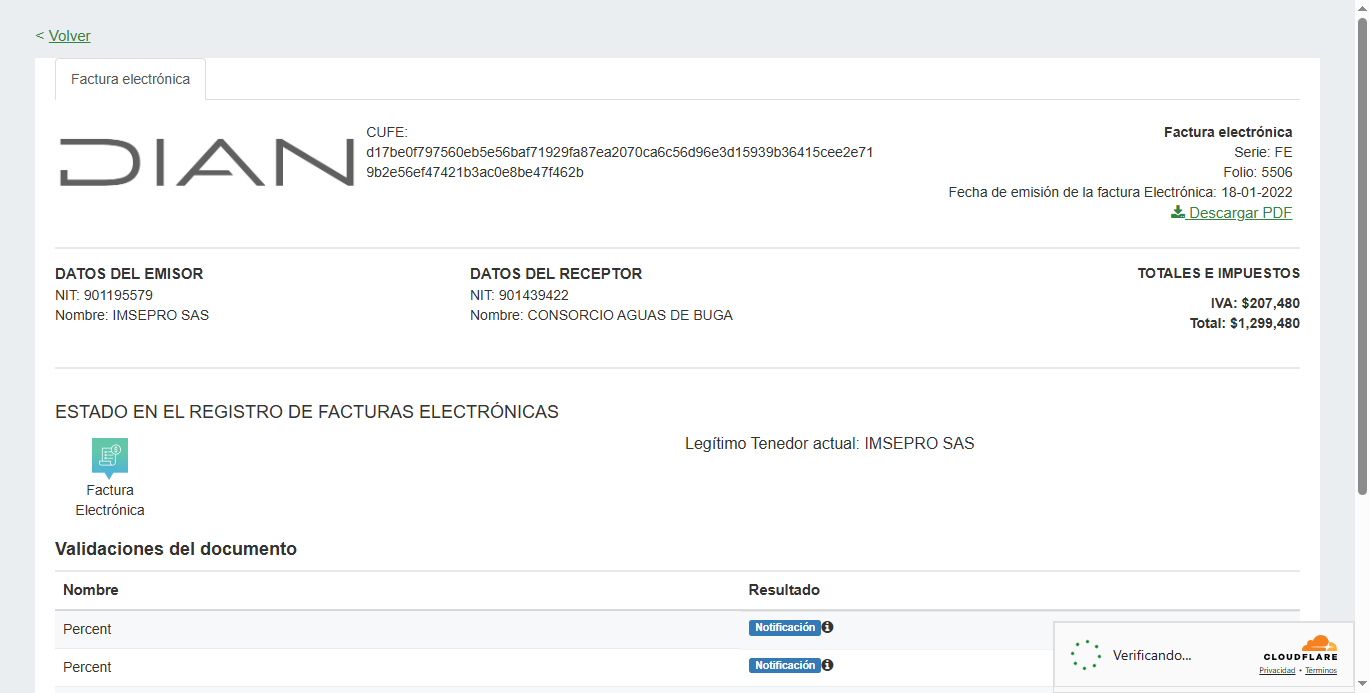 < Volver
Factura electrónica
DIAN
CUFE:
d17be0f797560eb5e56baf71929fa87ea2070ca6c56d96e3d15939b36415cee2e71
9b2e56ef47421b3ac0e8be47f462b
Factura electrónica
Serie: FE
Folio: 5506
Fecha de emisión de la factura Electrónica: 18-01-2022
Descargar PDF
DATOS DEL EMISOR
NIT: 901195579
Nombre: IMSEPRO SAS
DATOS DEL RECEPTOR
NIT: 901439422
Nombre: CONSORCIO AGUAS DE BUGA
TOTALES E IMPUESTOS
IVA: $207,480
Total: $1,299,480
ESTADO EN EL REGISTRO DE FACTURAS ELECTRÓNICAS
Factura
Electrónica
Legítimo Tenedor actual: IMSEPRO SAS
Validaciones del documento
Nombre Resultado
Percent Notificación
Percent Notificación
Verificando...
CLOUDFLARE
Privacidad • Términos